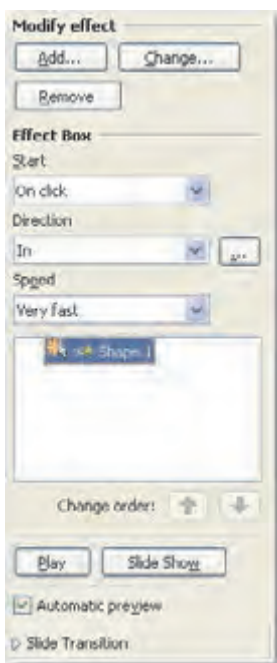 Modify effect
Add... Change...
Remove
Effect Box
Start
On click
Direction
In ...
Speed
Very fast
Shape 1
Change order:
Play Slide Show
Automatic preview
Slide Transition